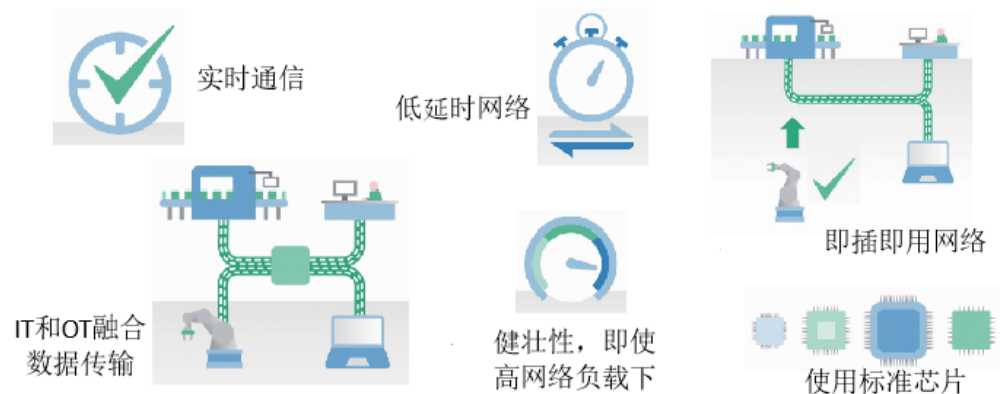 实时通信
低延时网络
即插即用网络
IT和OT融合
数据传输
健壮性，即使
高网络负载下
使用标准芯片